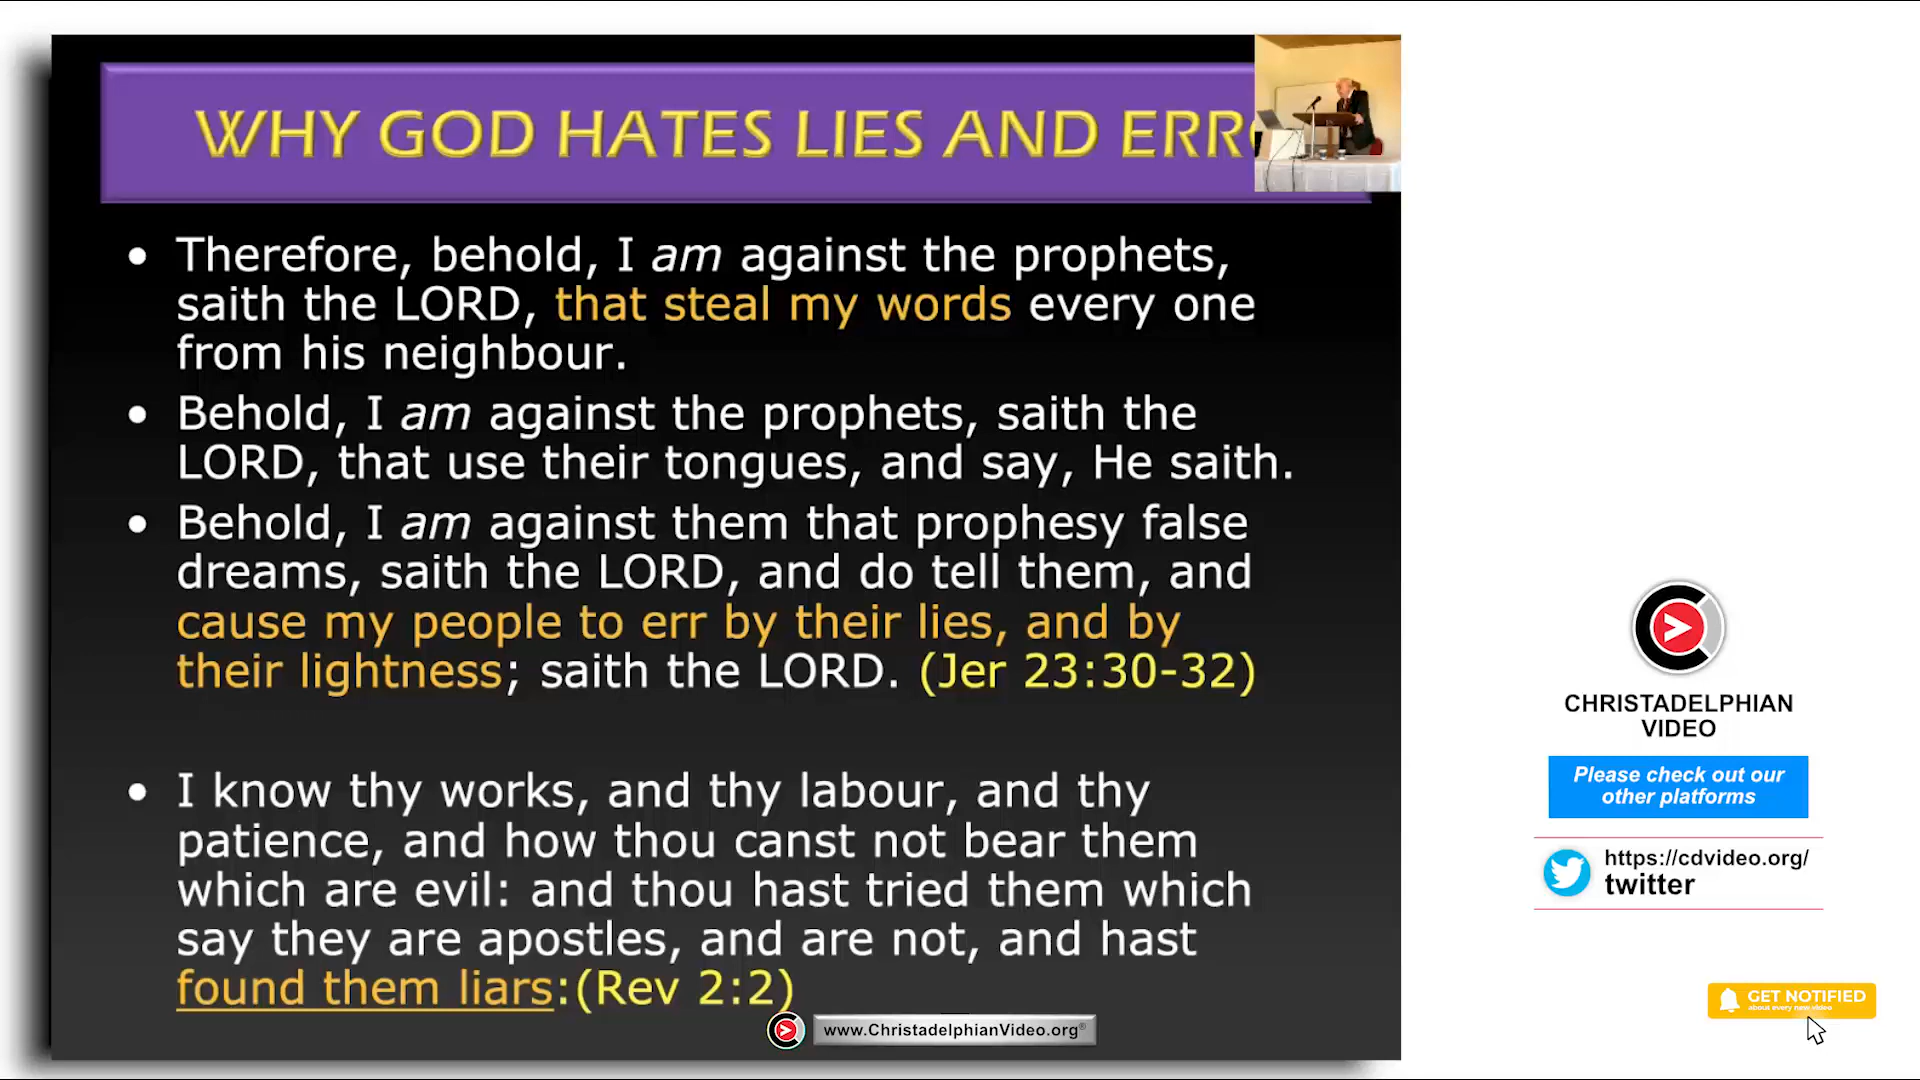 WHY GOD HATES LIES AND ERR
• Therefore, behold, I am against the prophets,
saith the LORD, that steal my words every one
from his neighbour.
• Behold, I am against the prophets, saith the
LORD, that use their tongues, and say, He saith.
• Behold, I am against them that prophesy false
dreams, saith the LORD, and do tell them, and
cause my people to err by their lies, and by
their lightness; saith the LORD. (Jer 23:30-32)
• I know thy works, and thy labour, and thy
patience, and how thou canst not bear them
which are evil: and thou hast tried them which
say they are apostles, and are not, and hast
found them liars:(Rev 2:2)
www.ChristadelphianVideo.org®
CHRISTADELPHIAN
VIDEO
Please check out our
other platforms
https://cdvideo.org/
twitter
GET NOTIFIED
about every new video